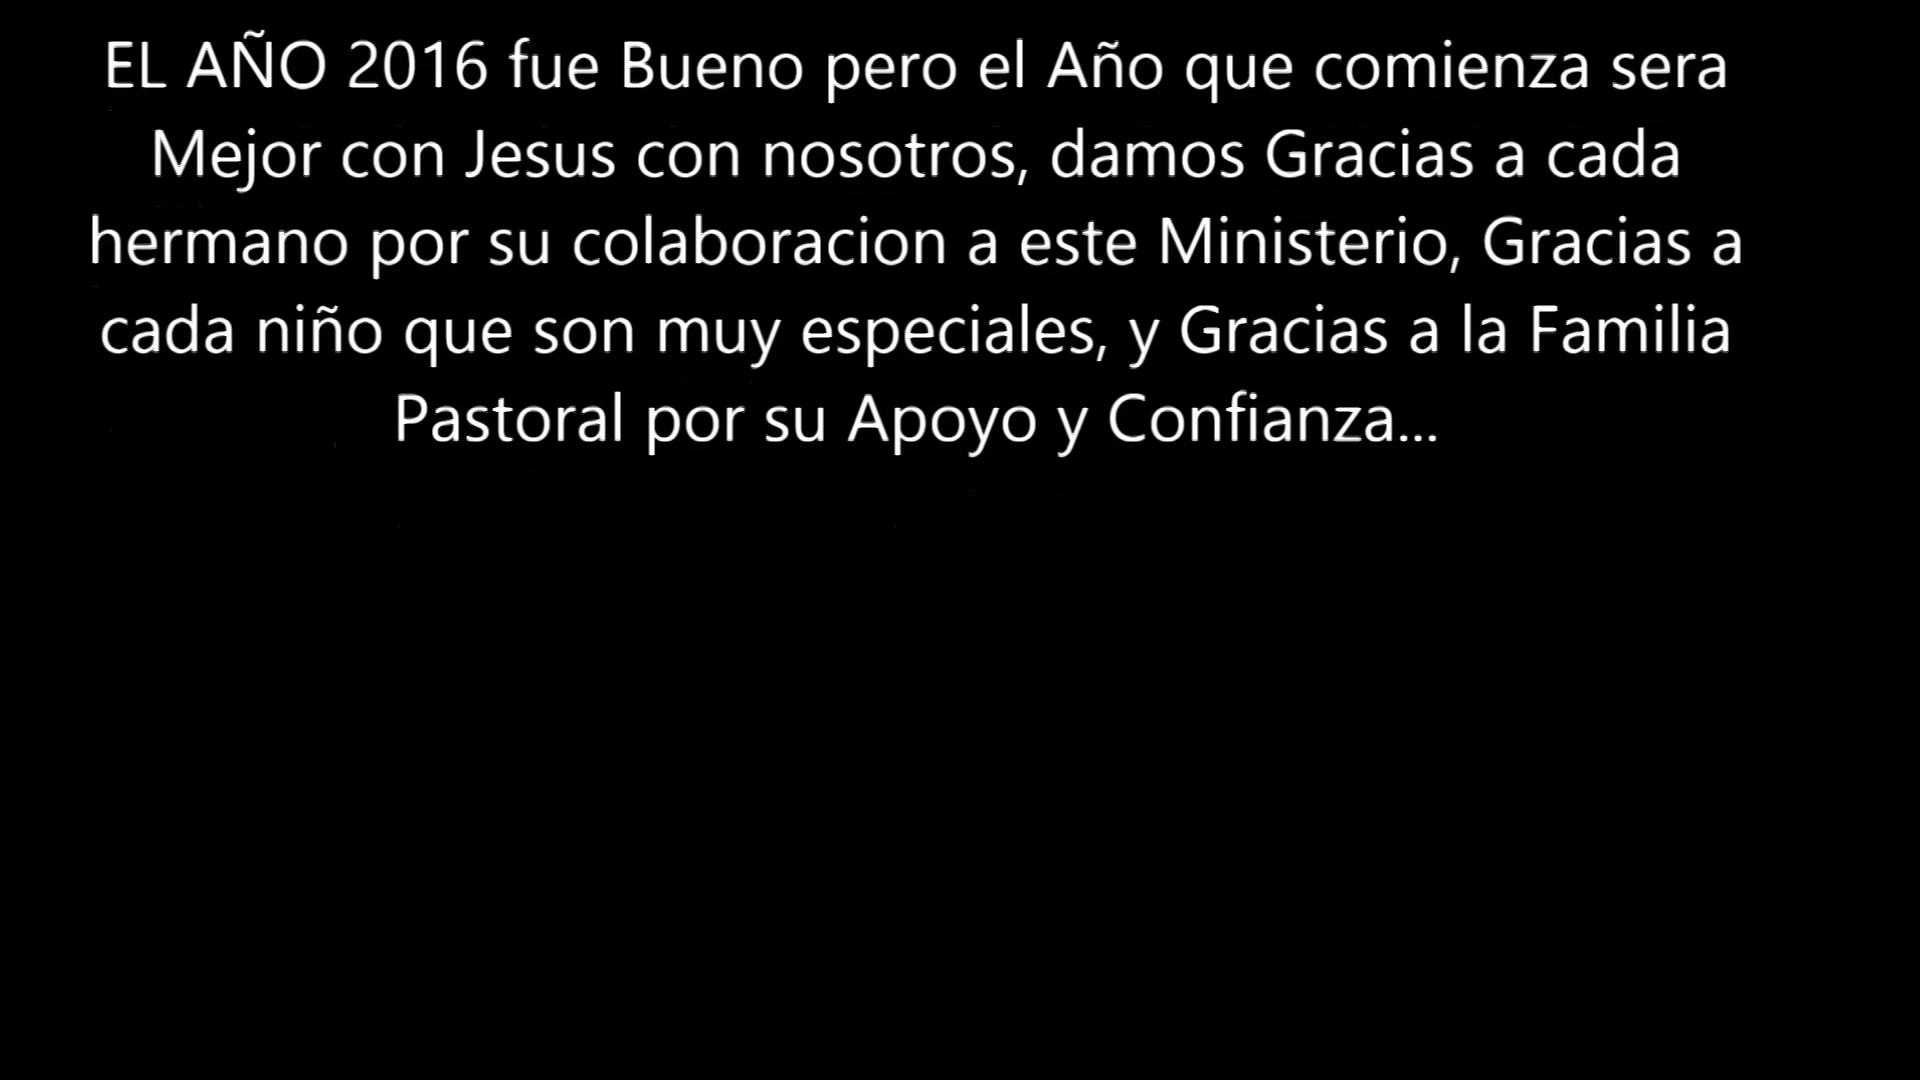 EL AÑO 2016 fue Bueno pero el Año que comienza sera
Mejor con Jesus con nosotros, damos Gracias a cada
hermano por su colaboracion a este Ministerio, Gracias a
cada niño que son muy especiales, y Gracias a la Familia
Pastoral por su Apoyo y Confianza...